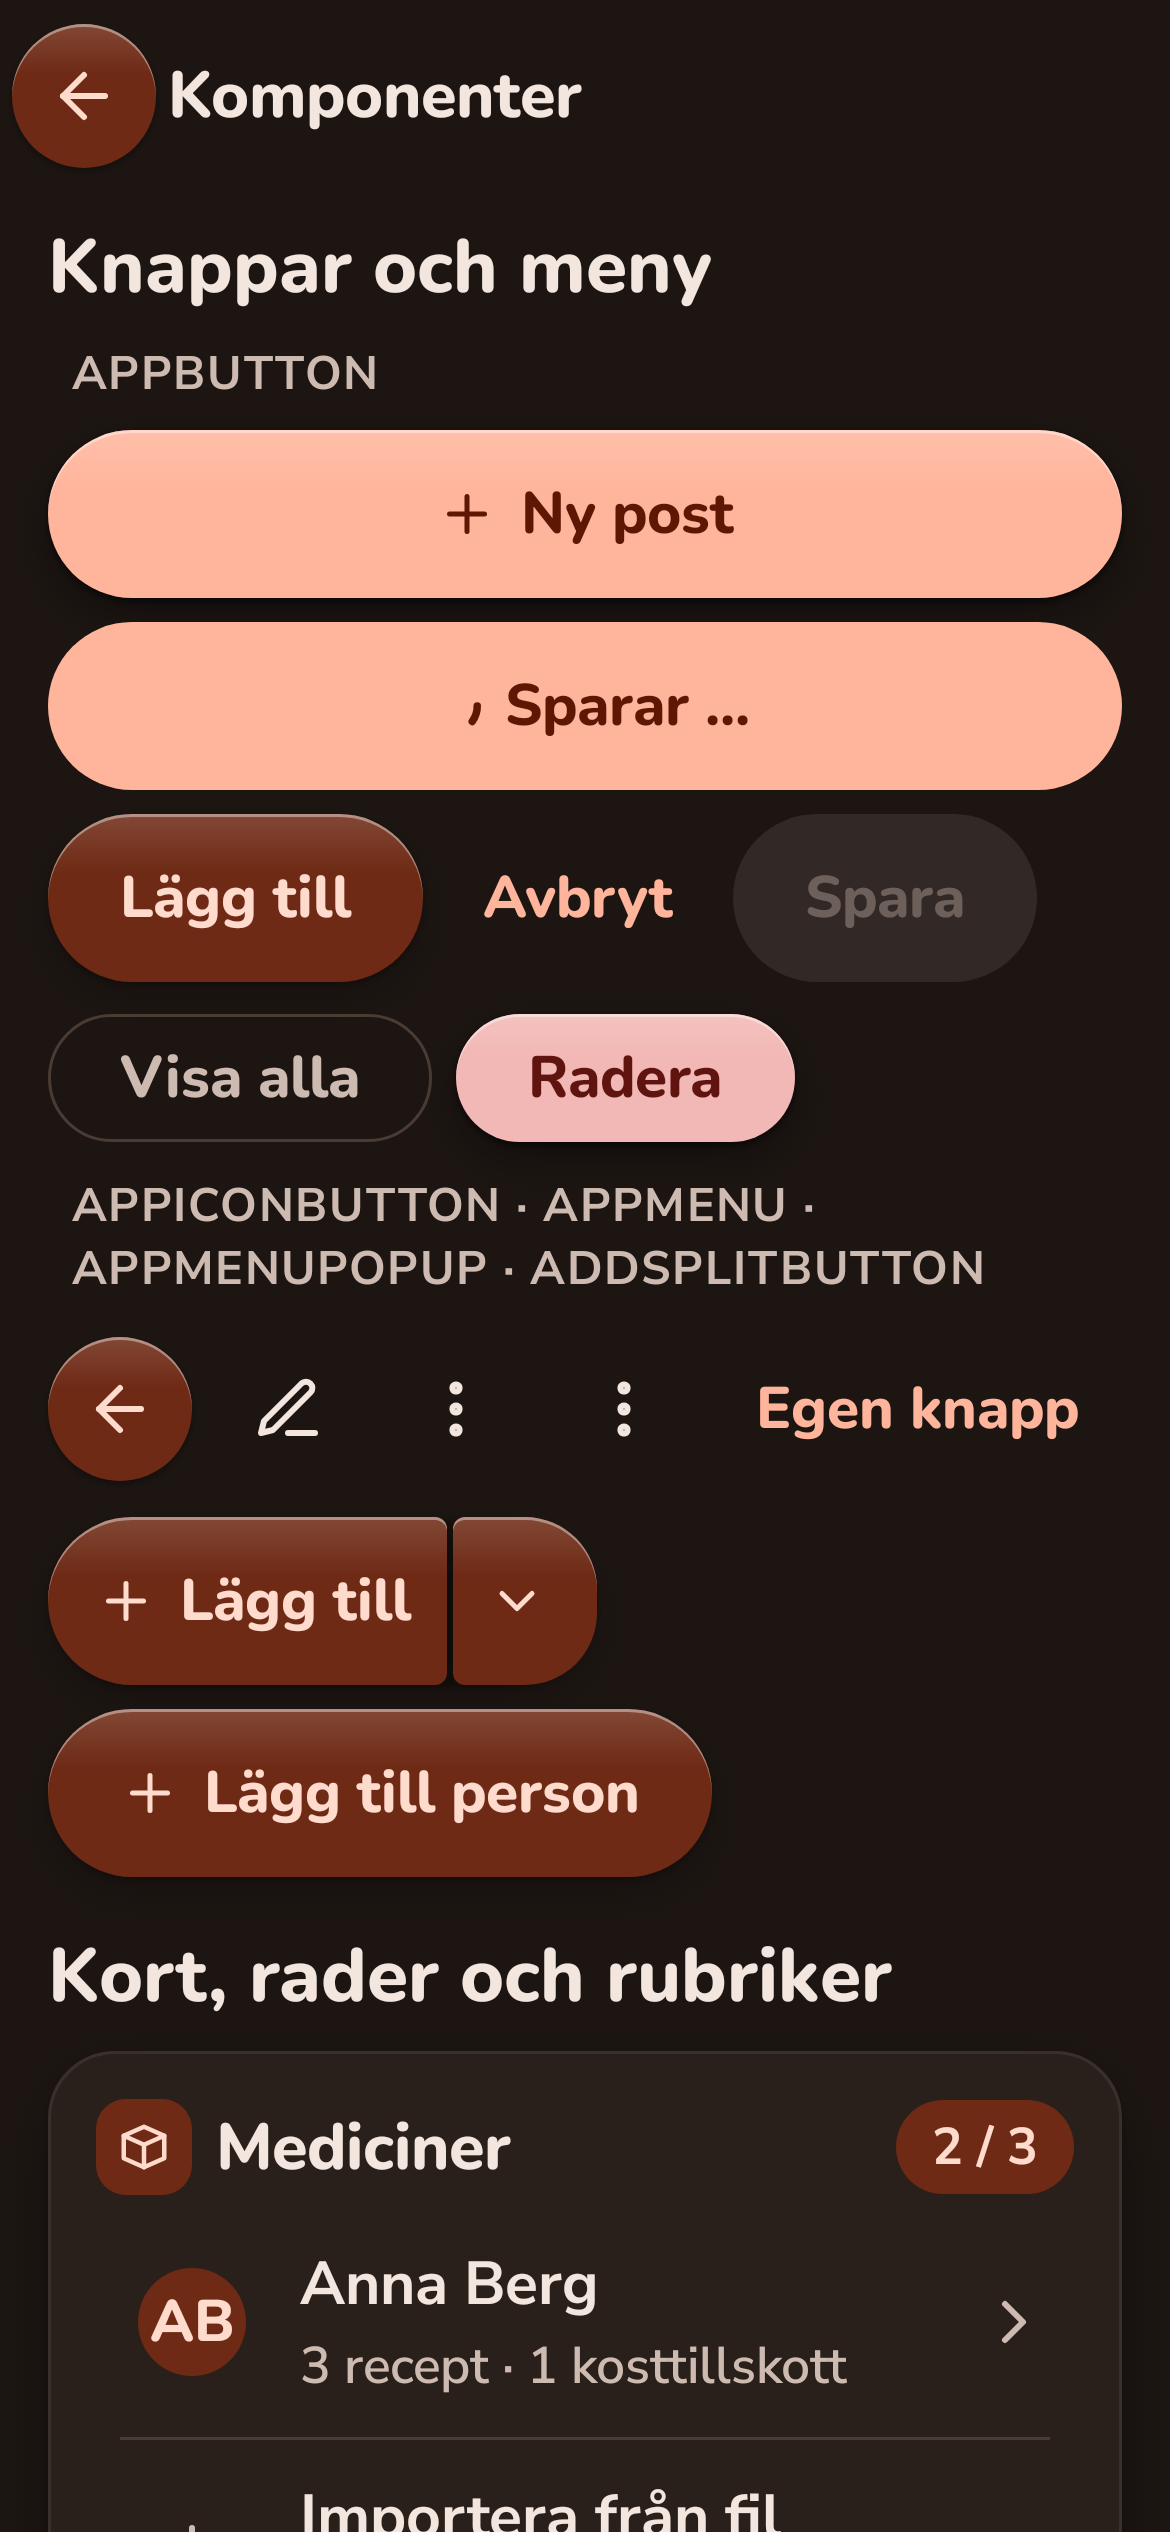 Komponenter
Knappar och meny
APPBUTTON
Ny post
Sparar ...
Lägg till
Avbryt
Spara
Visa alla
Radera
APPICONBUTTON · APPMENU ·
APPMENUPOPUP · ADDSPLITBUTTON
Egen knapp
Lägg till
Lägg till person
Kort, rader och rubriker
Mediciner
2 / 3
AB
Anna Berg
3 recept · 1 kosttillskott
Importera från fil